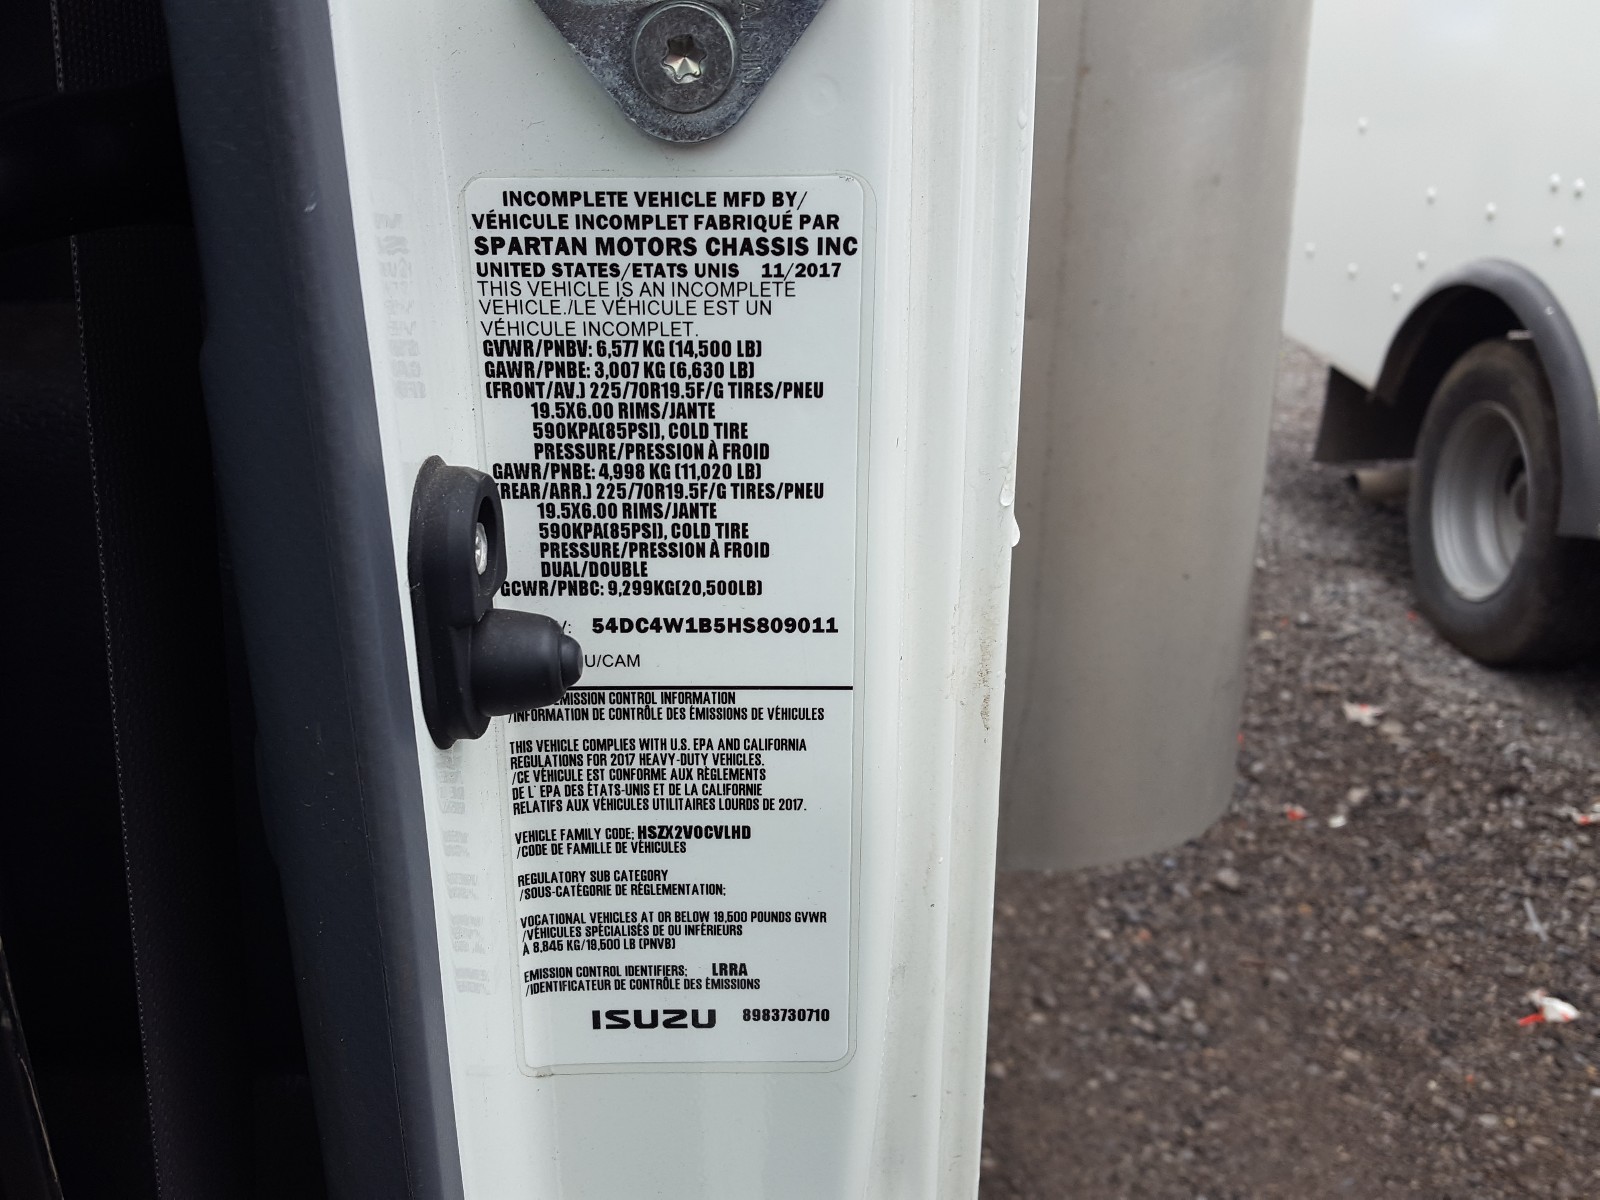 INCOMPLETE VEHICLE MFD BY/
VÉHICULE INCOMPLET FABRIQUÉ PAR
SPARTAN MOTORS CHASSIS INC
UNITED STATES/ETATS UNIS 11/2017
THIS VEHICLE IS AN INCOMPLETE
VEHICLE./LE VÉHICULE EST UN
VÉHICULE INCOMPLET.
GVWR/PNBV: 6,577 KG (14,500 LB)
GAWR/PNBE: 3,007 KG (6,630 LB)
(FRONT/AV.) 225/70R19.5F/G TIRES/PNEU
19.5X6.00 RIMS/JANTE
590KPA(85PSI), COLD TIRE
PRESSURE/PRESSION À FROID
GAWR/PNBE: 4,998 KG (11,020 LB)
(REAR/ARR.) 225/70R19.5F/G TIRES/PNEU
19.5X6.00 RIMS/JANTE
590KPA(85PSI), COLD TIRE
PRESSURE/PRESSION À FROID
DUAL/DOUBLE
GCWR/PNBC: 9,299KG(20,500LB)
54DC4W1B5HS809011
U/CAM
EMISSION CONTROL INFORMATION
/INFORMATION DE CONTRÔLE DES ÉMISSIONS DE VÉHICULES
THIS VEHICLE COMPLIES WITH U.S. EPA AND CALIFORNIA
REGULATIONS FOR 2017 HEAVY-DUTY VEHICLES.
/CE VÉHICULE EST CONFORME AUX RÈGLEMENTS
DE L' EPA DES ÉTATS-UNIS ET DE LA CALIFORNIE
RELATIFS AUX VÉHICULES UTILITAIRES LOURDS DE 2017.
VEHICLE FAMILY CODE: HSZX2VOCVLHD
/CODE DE FAMILLE DE VÉHICULES
REGULATORY SUB CATEGORY
/SOUS-CATÉGORIE DE RÉGLEMENTATION:
VOCATIONAL VEHICLES AT OR BELOW 19,500 POUNDS GVWR
/VÉHICULES SPÉCIALISÉS DE OU INFÉRIEURS
À 8,845 KG/19,500 LB (PNVB)
EMISSION CONTROL IDENTIFIERS: LRRA
/IDENTIFICATEUR DE CONTRÔLE DES ÉMISSIONS
ISUZU 8983730710